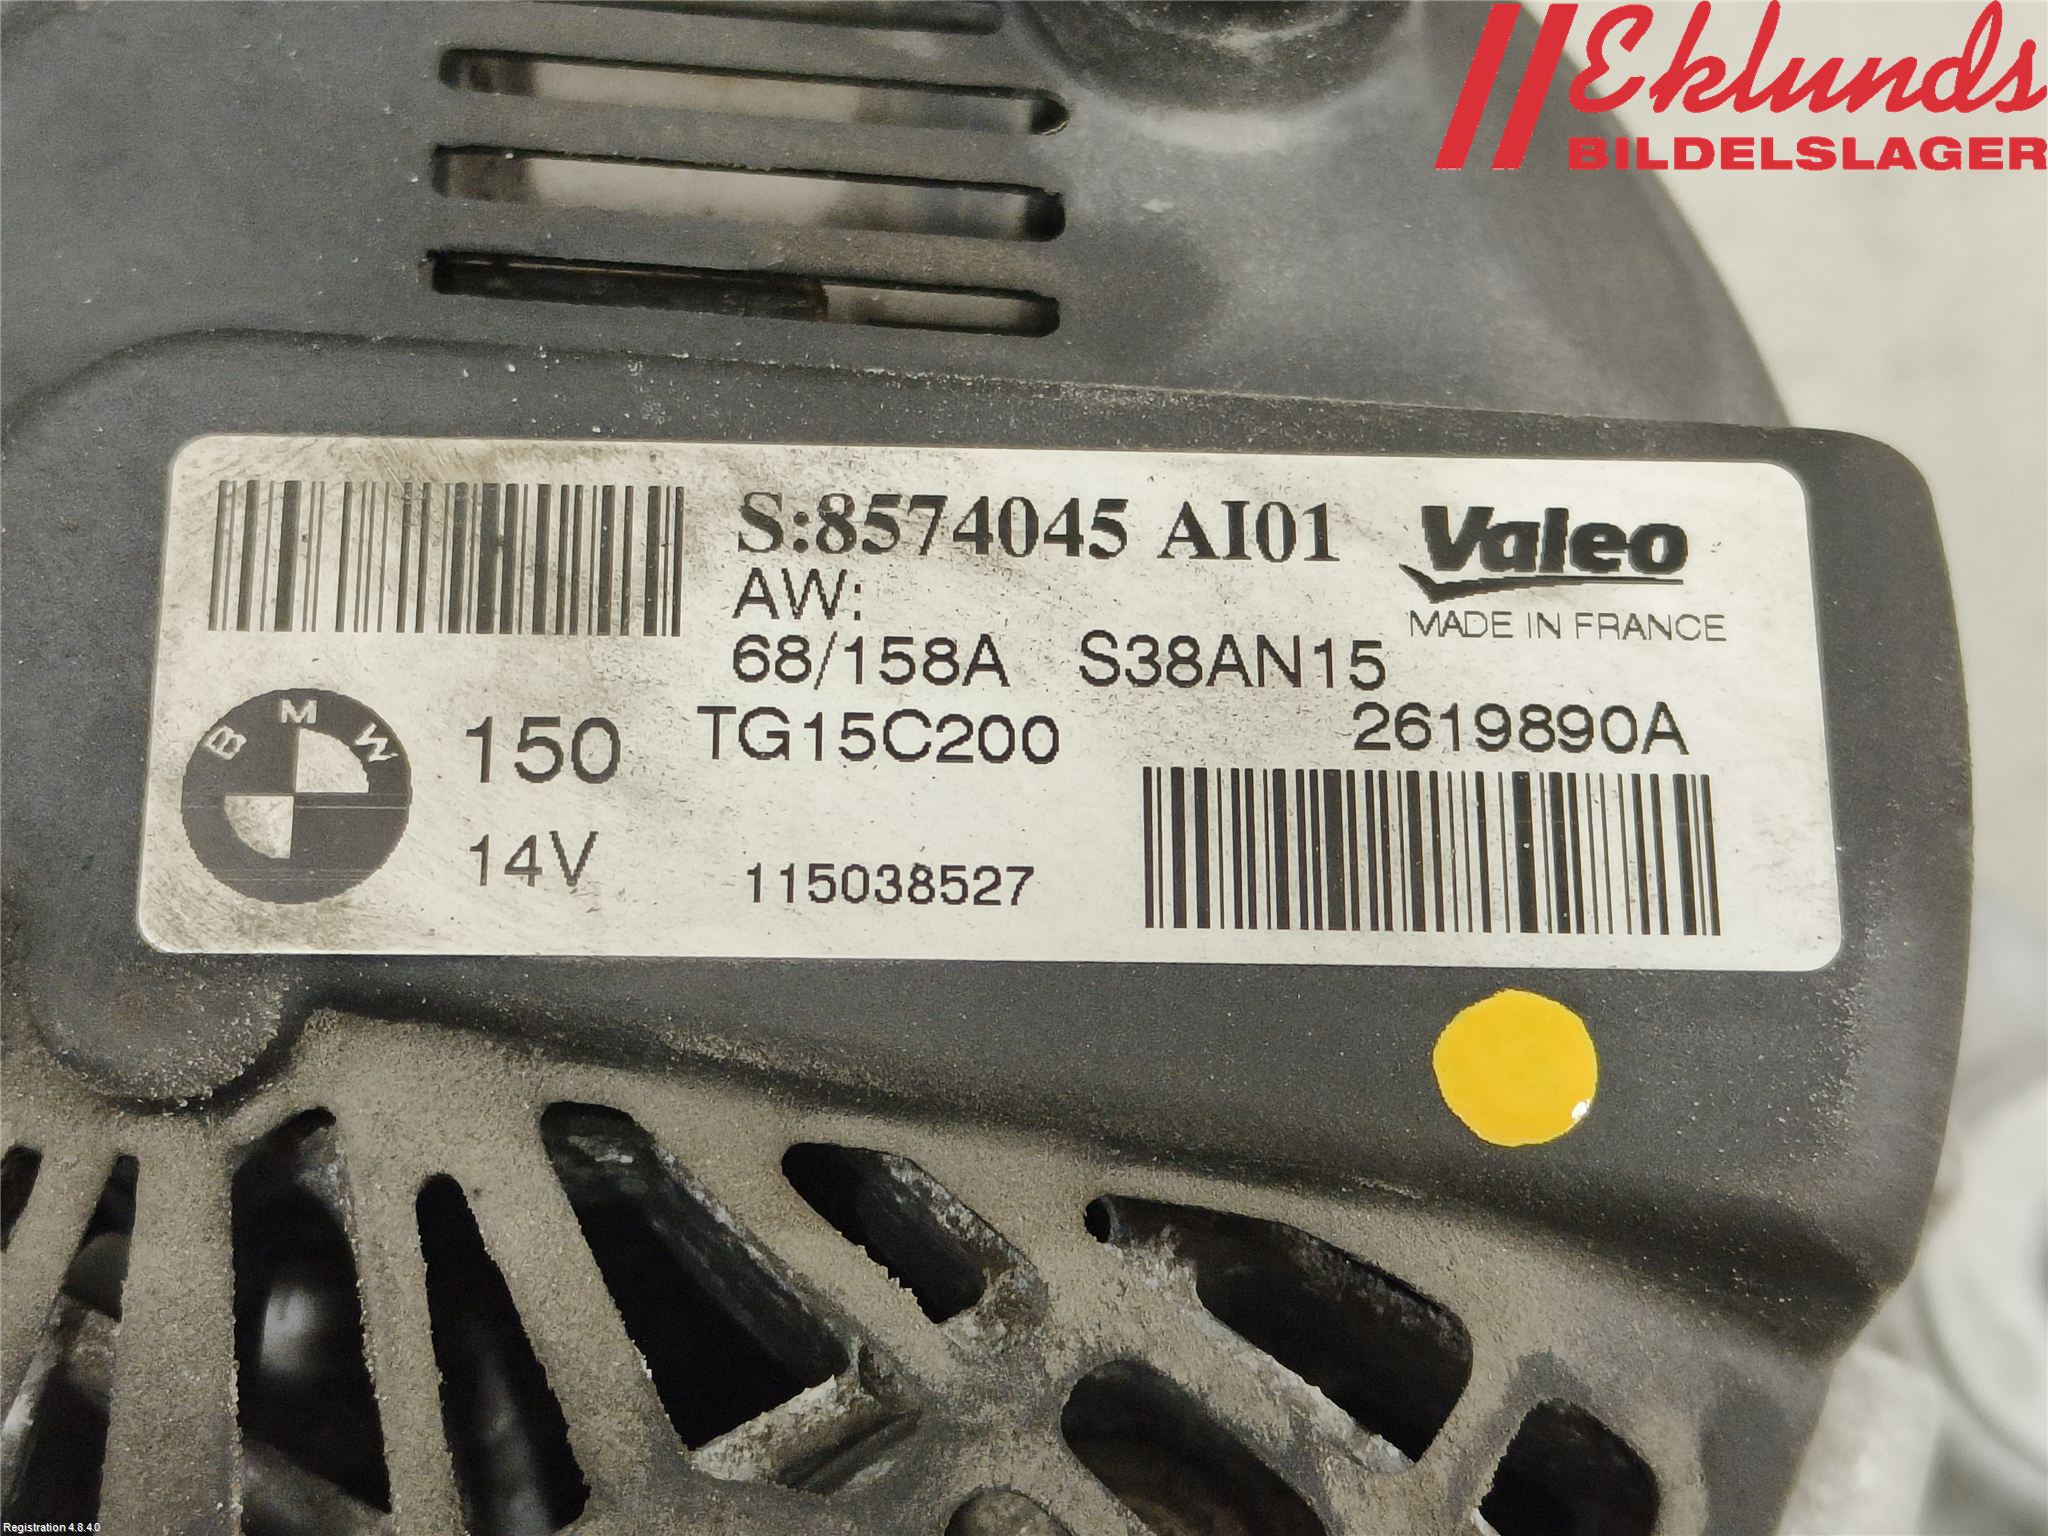 Eklunds
BILDELSLAGER
S:8574045 AI01
Valeo
AW:
MADE IN FRANCE
68/158A S38AN15
BMW
150
TG15C200
2619890A
14V
115038527
Registration 4.8.4.0